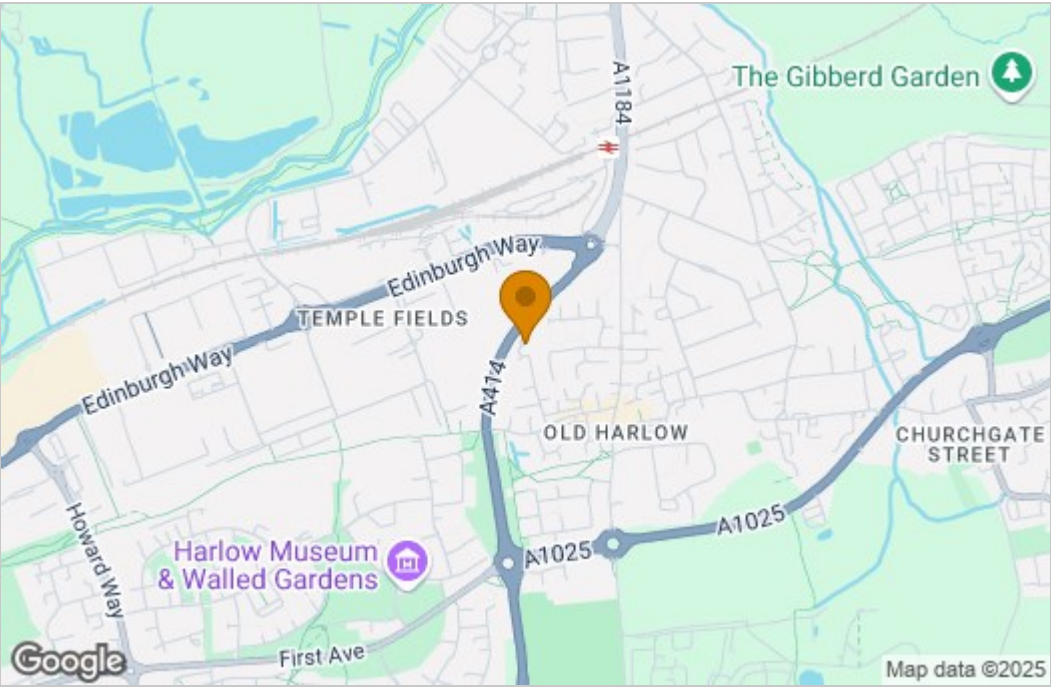 A1184
The Gibberd Garden
Edinburgh Way
TEMPLE FIELDS
Edinburgh Way
A414
OLD HARLOW
CHURCHGATE
STREET
A1025
A1025
Howard Way
Harlow Museum
& Walled Gardens
First Ave
Google
Map data ©2025